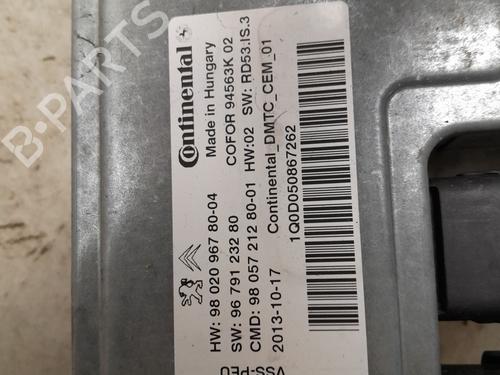 Continental
Made in Hungary
COFOR 94563K 02
HW: 98 020 967 80-04 SW: RD53.IS.3
SW: 96 791 232 80
CMD: 98 057 212 80-01 HW:02
2013-10-17 Continental_DMTC_CEM_01
1Q0D050867262
VSS-PEC
B-PARTS